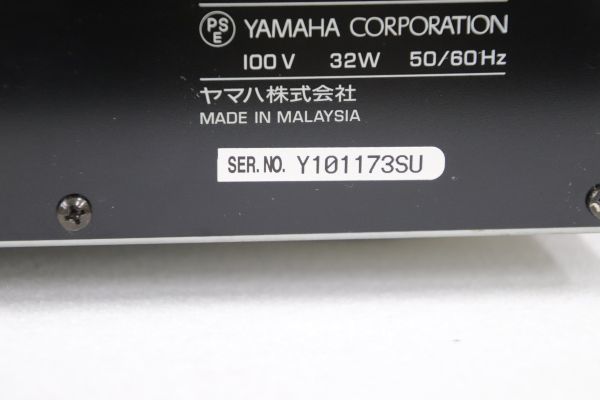 PSE YAMAHA CORPORATION
100V 32W 50/60Hz
ヤマハ株式会社
MADE IN MALAYSIA
SER.NO. Y101173SU